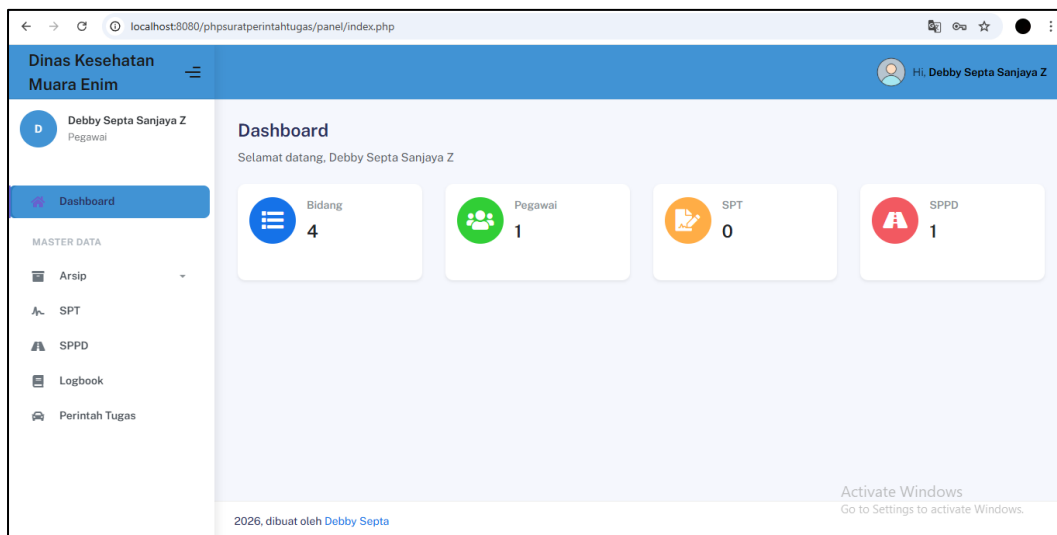 localhost:8080/phpsuratperintahtugas/panel/index.php
Dinas Kesehatan
Muara Enim
Hi, Debby Septa Sanjaya Z
D
Debby Septa Sanjaya Z
Pegawai
Dashboard
MASTER DATA
Arsip
SPT
SPPD
Logbook
Perintah Tugas
Dashboard
Selamat datang, Debby Septa Sanjaya Z
Bidang
4
Pegawai
1
SPT
0
SPPD
1
Activate Windows
Go to Settings to activate Windows.
2026, dibuat oleh Debby Septa